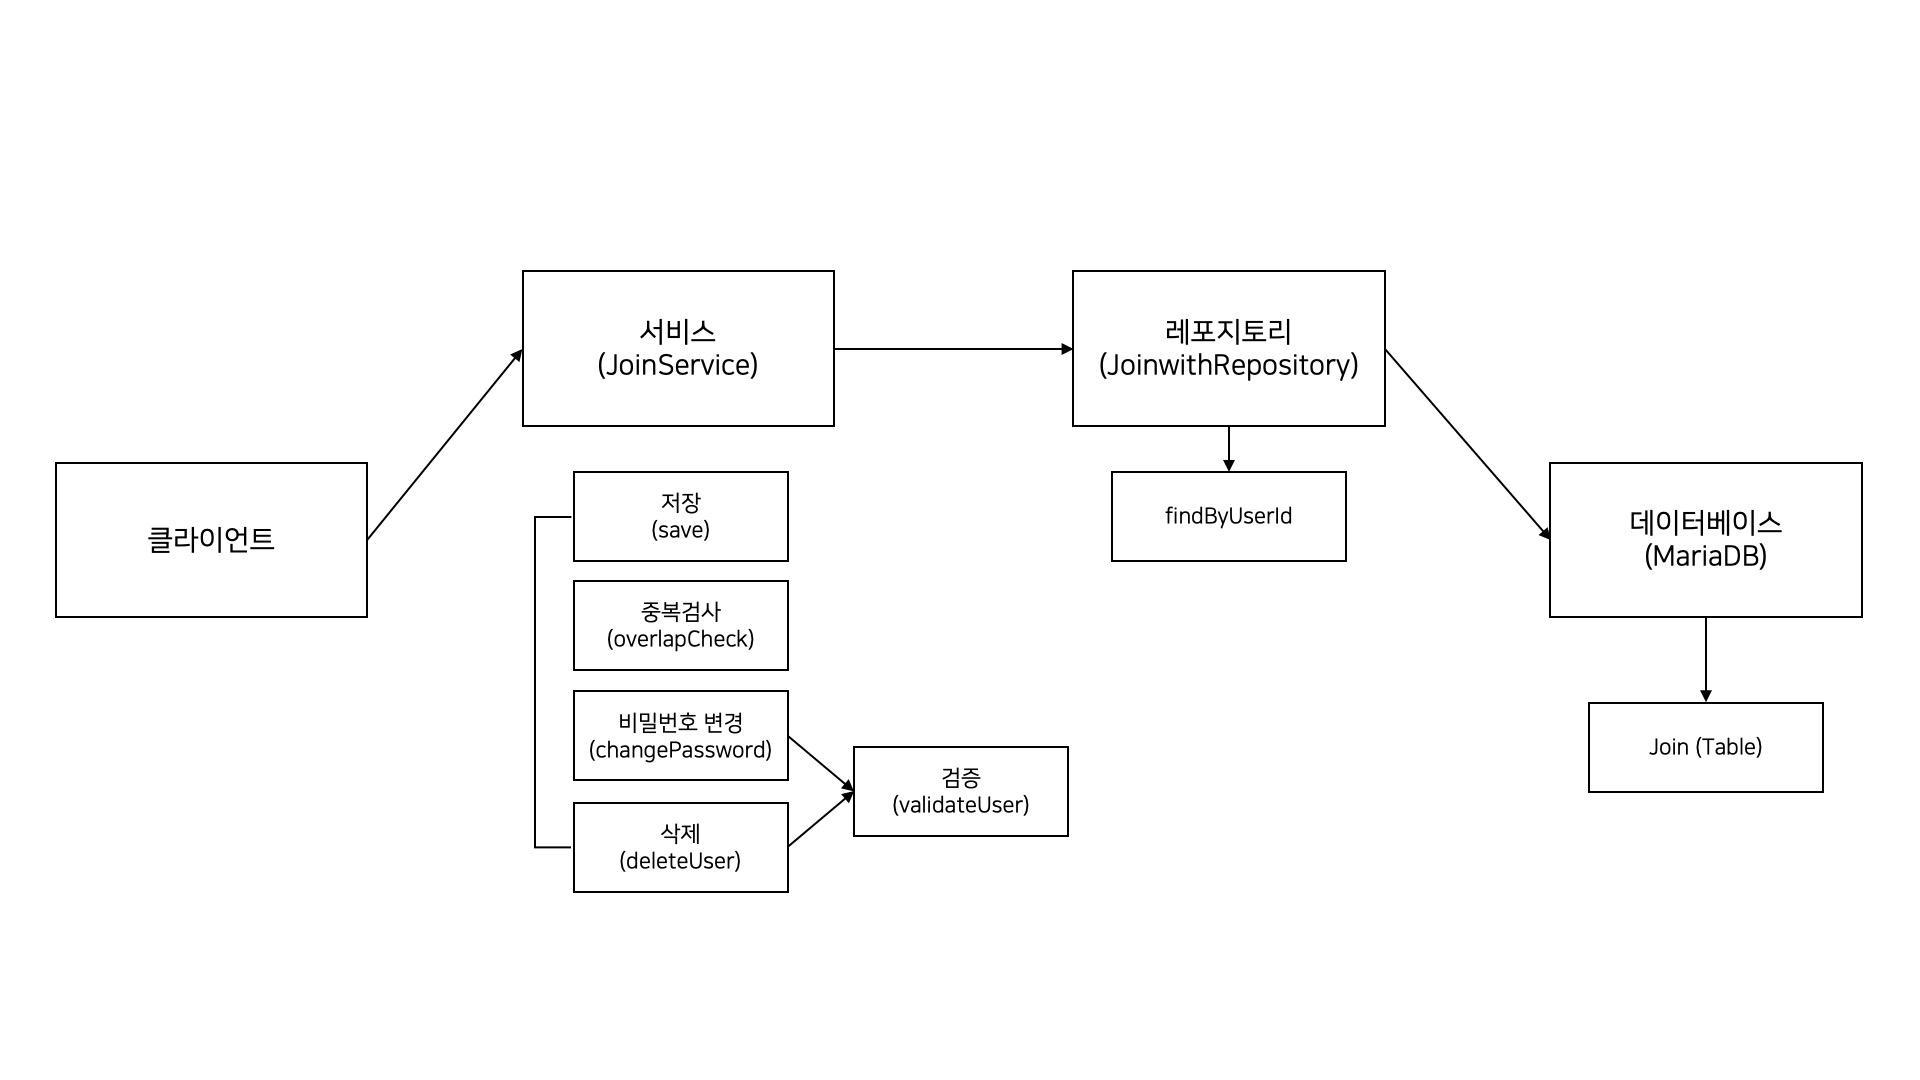 클라이언트
서비스
(JoinService)
저장
(save)
중복검사
(overlapCheck)
비밀번호 변경
(changePassword)
삭제
(deleteUser)
검증
(validateUser)
레포지토리
(JoinwithRepository)
findByUserId
데이터베이스
(MariaDB)
Join (Table)